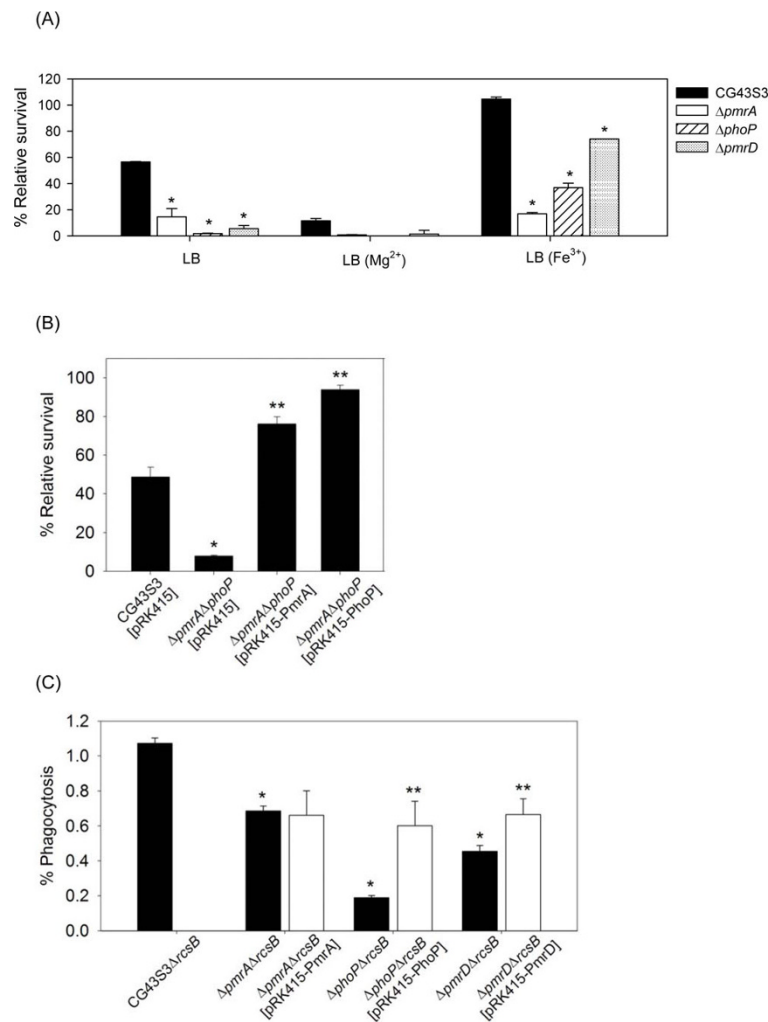 (A)
% Relative survival
120
100
80
60
40
20
0
* * *
* * *
LB
LB (Mg²⁺)
LB (Fe³⁺)
CG43S3
ΔpmrA
ΔphoP
ΔpmrD
(B)
% Relative survival
100
80
60
40
20
0
*
**
**
CG43S3
[pRK415]
ΔpmrAΔphoP
[pRK415]
ΔpmrAΔphoP
[pRK415-PmrA]
ΔpmrAΔphoP
[pRK415-PhoP]
(C)
% Phagocytosis
1.2
1.0
0.8
0.6
0.4
0.2
0.0
*
*
**
*
**
CG43S3ΔrcsB
ΔpmrAΔrcsB
ΔpmrAΔrcsB
[pRK415-PmrA]
ΔphoPΔrcsB
ΔphoPΔrcsB
[pRK415-PhoP]
ΔpmrDΔrcsB
ΔpmrDΔrcsB
[pRK415-PmrD]